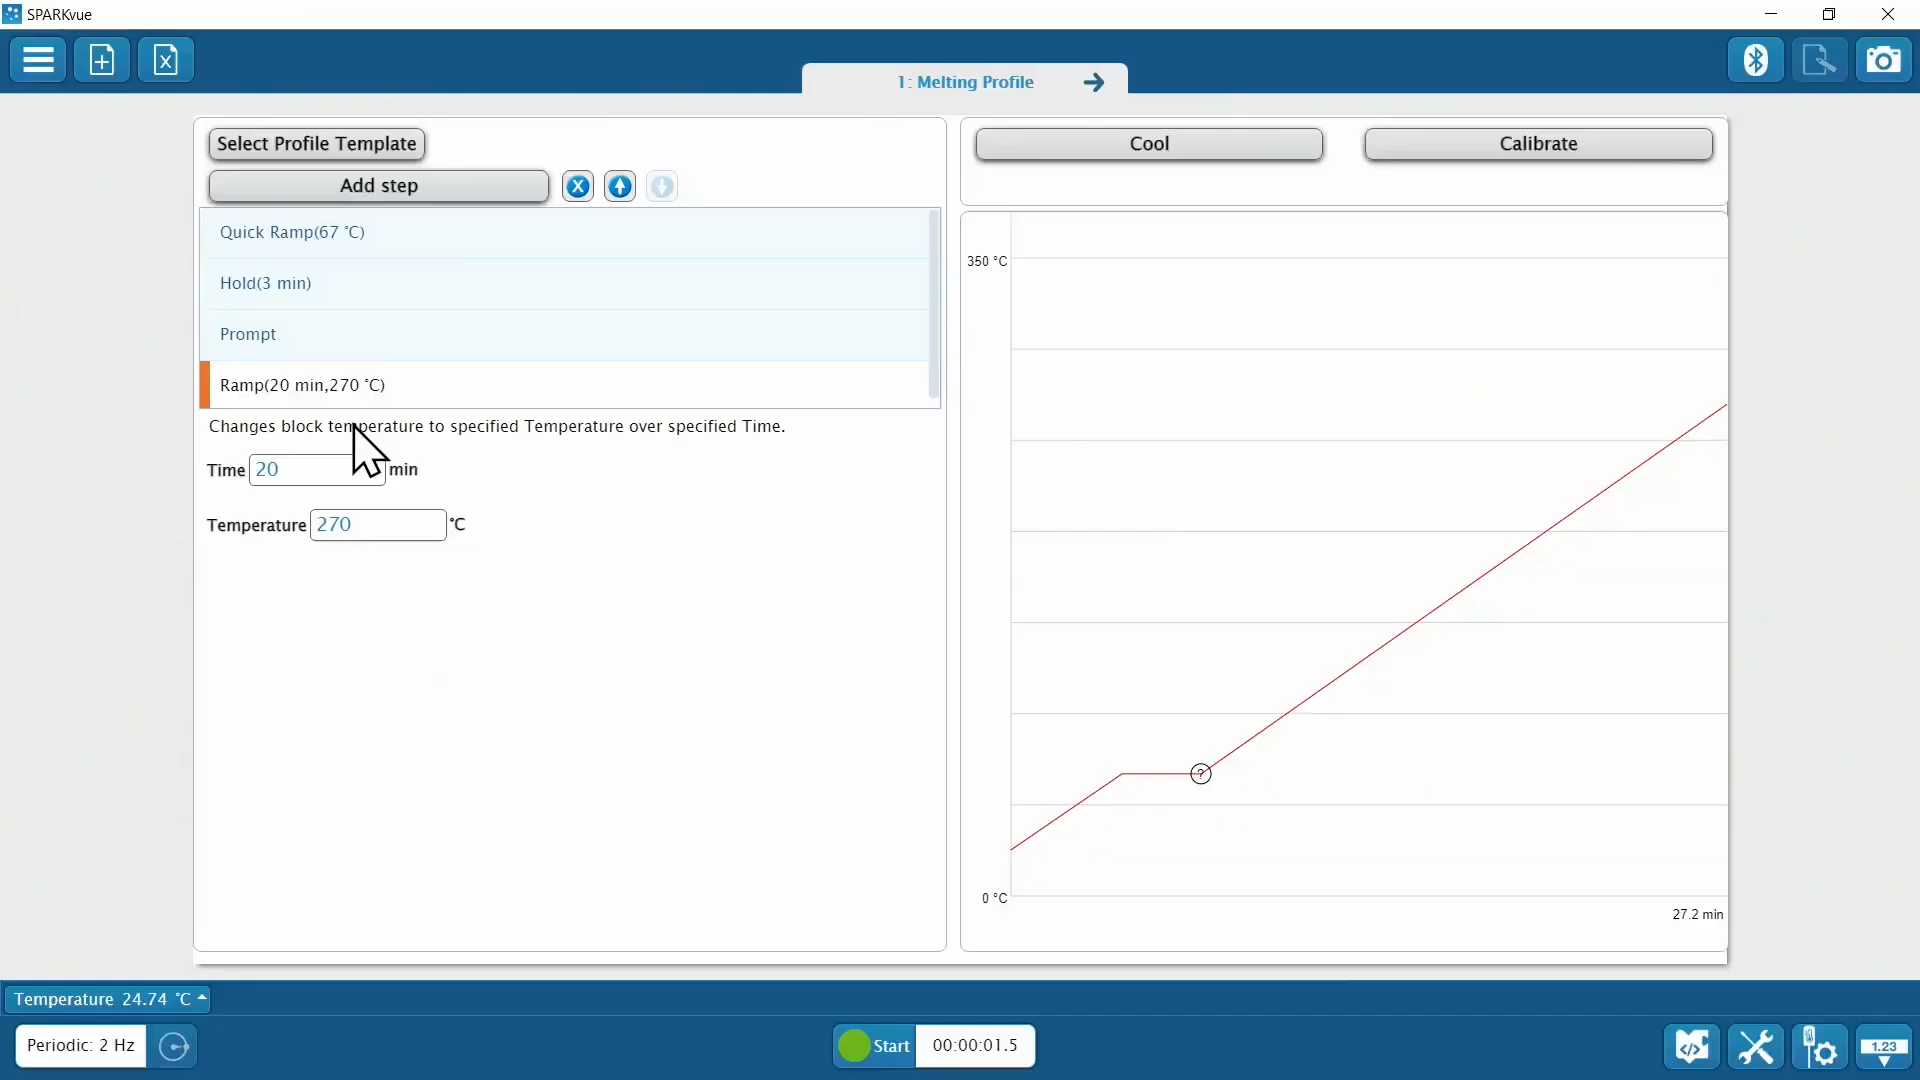 SPARKvue
1: Melting Profile
Select Profile Template
Add step
Quick Ramp(67 °C)
Hold(3 min)
Prompt
Ramp(20 min,270 °C)
Changes block temperature to specified Temperature over specified Time.
Time 20 min
Temperature 270 °C
Cool
Calibrate
350 °C
?
0 °C
27.2 min
Temperature 24.74 °C
Periodic: 2 Hz
Start 00:00:01.5
1.23